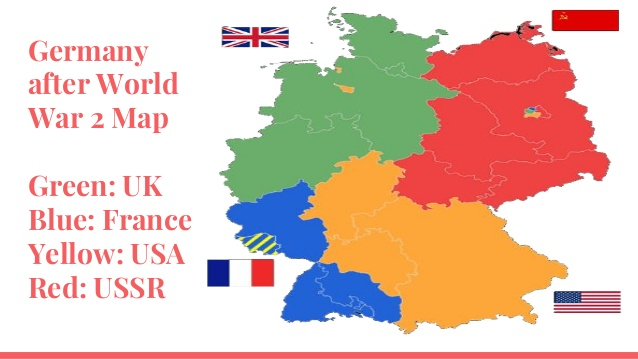 Germany
after World
War 2 Map
Green: UK
Blue: France
Yellow: USA
Red: USSR